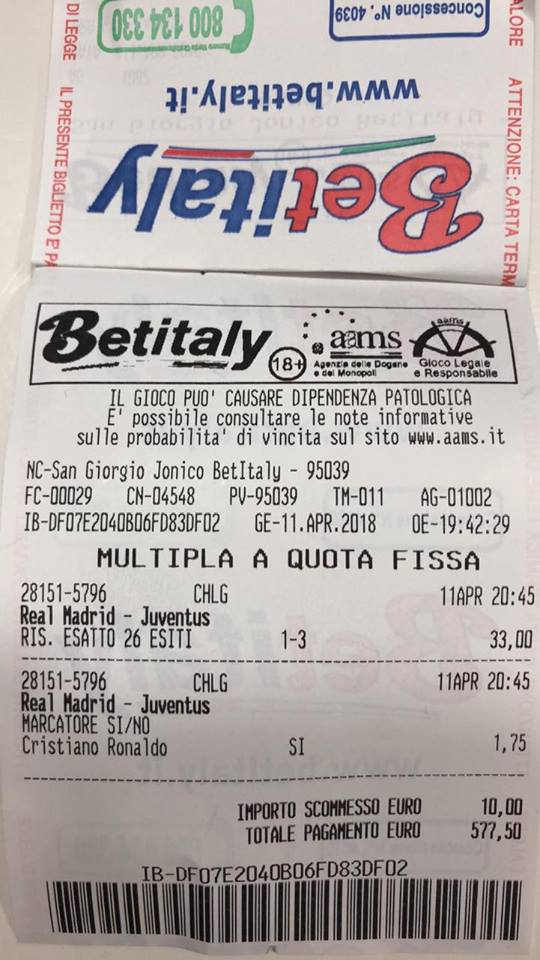 800 134 330
Concessione N°. 4039
www.betitaly.it
Betitaly
DI LEGGE IL PRESENTE BIGLIETTO E' PA
ALORE ATTENZIONE: CARTA TERM
Betitaly
18+
aams
Agenzia delle Dogane
e dei Monopoli
aams
Gioco Legale
e Responsabile
IL GIOCO PUO' CAUSARE DIPENDENZA PATOLOGICA
E' possibile consultare le note informative
sulle probabilita' di vincita sul sito www.aams.it
NC-San Giorgio Jonico BetItaly - 95039
FC-00029 CN-04548 PV-95039 TM-011 AG-01002
IB-DF07E2040B06FD83DF02 GE-11.APR.2018 OE-19:42:29
MULTIPLA A QUOTA FISSA
28151-5796 CHLG 11APR 20:45
Real Madrid - Juventus
RIS. ESATTO 26 ESITI 1-3 33,00
28151-5796 CHLG 11APR 20:45
Real Madrid - Juventus
MARCATORE SI/NO
Cristiano Ronaldo SI 1,75
IMPORTO SCOMMESSO EURO 10,00
TOTALE PAGAMENTO EURO 577,50
IB-DF07E2040B06FD83DF02